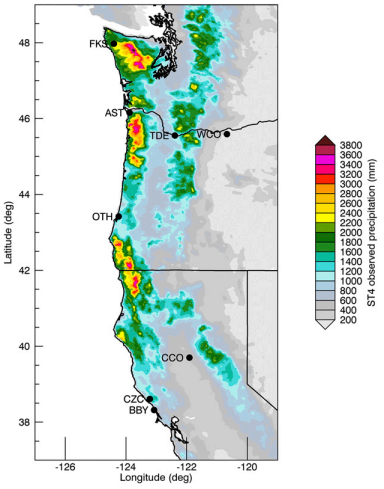 48
FKS
AST
46
TDE
WCO
44
OTH
42
40
CCO
CZC
BBY
38
-126
-124
-122
-120
Latitude (deg)
Longitude (deg)
3800
3600
3400
3200
3000
2800
2600
2400
2200
2000
1800
1600
1400
1200
1000
800
600
400
200
ST4 observed precipitation (mm)